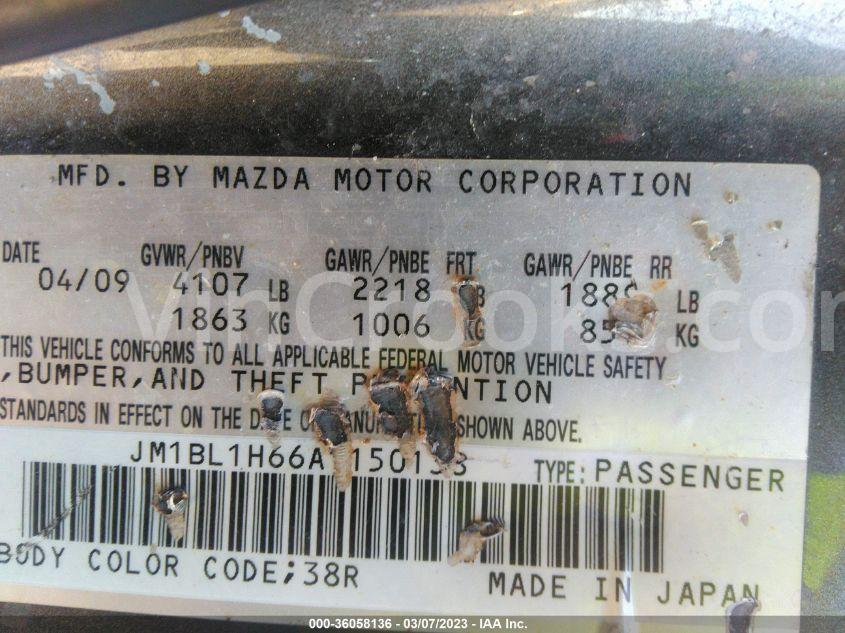 MFD. BY MAZDA MOTOR CORPORATION
DATE GVWR/PNBV GAWR/PNBE FRT GAWR/PNBE RR
04/09 4107 LB 2218 LB
1863 KG 1006 KG KG
THIS VEHICLE CONFORMS TO ALL APPLICABLE FEDERAL MOTOR VEHICLE SAFETY
,BUMPER,AND THEFT
STANDARDS IN EFFECT ON THE DATE OF SHOWN ABOVE.
TYPE: PASSENGER
BODY COLOR CODE;38R MADE IN JAPAN
000-36058136 - 03/07/2023 - IAA Inc.